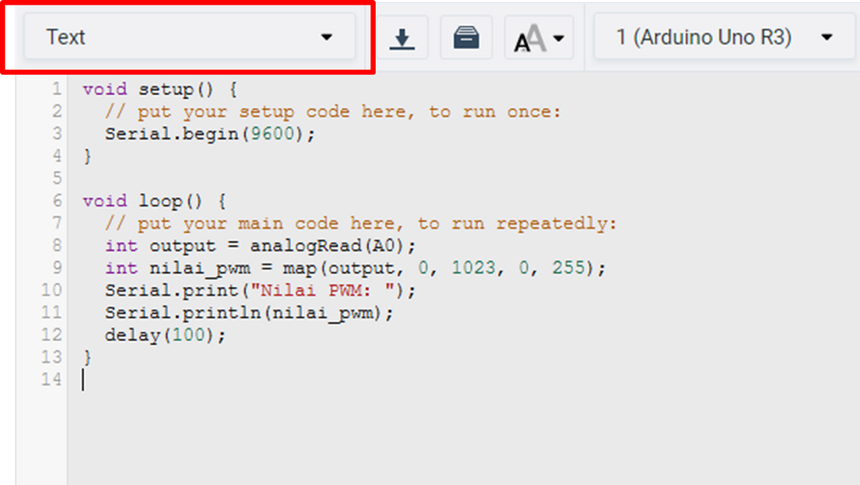 Text
1 (Arduino Uno R3)
1 void setup() {
2   // put your setup code here, to run once:
3   Serial.begin(9600);
4 }
5
6 void loop() {
7   // put your main code here, to run repeatedly:
8   int output = analogRead(A0);
9   int nilai_pwm = map(output, 0, 1023, 0, 255);
10   Serial.print("Nilai PWM: ");
11   Serial.println(nilai_pwm);
12   delay(100);
13 }
14